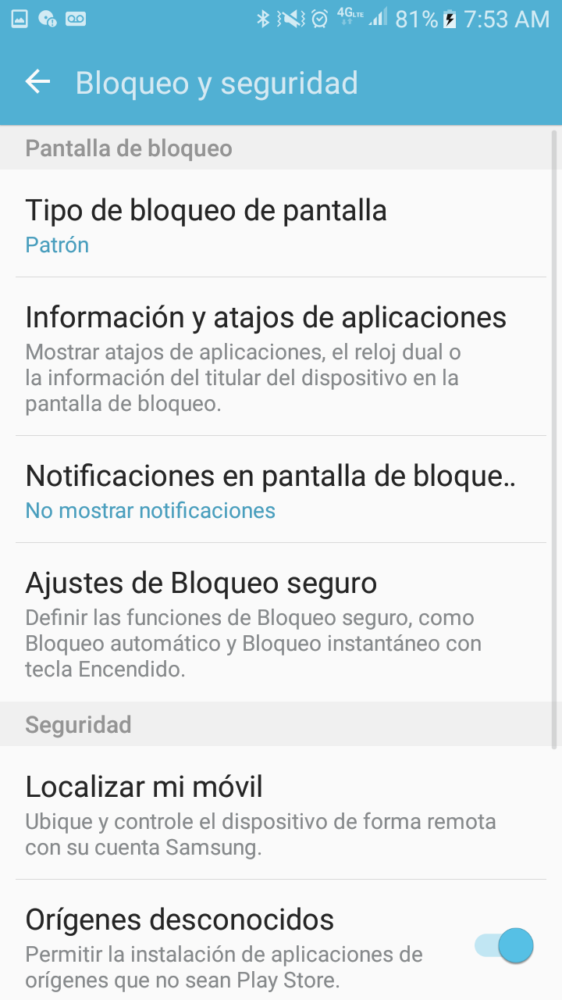 4G LTE 81% 7:53 AM
Bloqueo y seguridad
Pantalla de bloqueo
Tipo de bloqueo de pantalla
Patrón
Información y atajos de aplicaciones
Mostrar atajos de aplicaciones, el reloj dual o
la información del titular del dispositivo en la
pantalla de bloqueo.
Notificaciones en pantalla de bloque..
No mostrar notificaciones
Ajustes de Bloqueo seguro
Definir las funciones de Bloqueo seguro, como
Bloqueo automático y Bloqueo instantáneo con
tecla Encendido.
Seguridad
Localizar mi móvil
Ubique y controle el dispositivo de forma remota
con su cuenta Samsung.
Orígenes desconocidos
Permitir la instalación de aplicaciones de
orígenes que no sean Play Store.